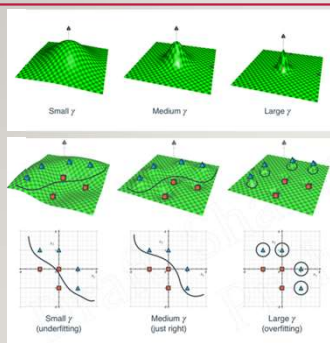 Small γ
Medium γ
Large γ
Small γ
(underfitting)
Medium γ
(just right)
Large γ
(overfitting)